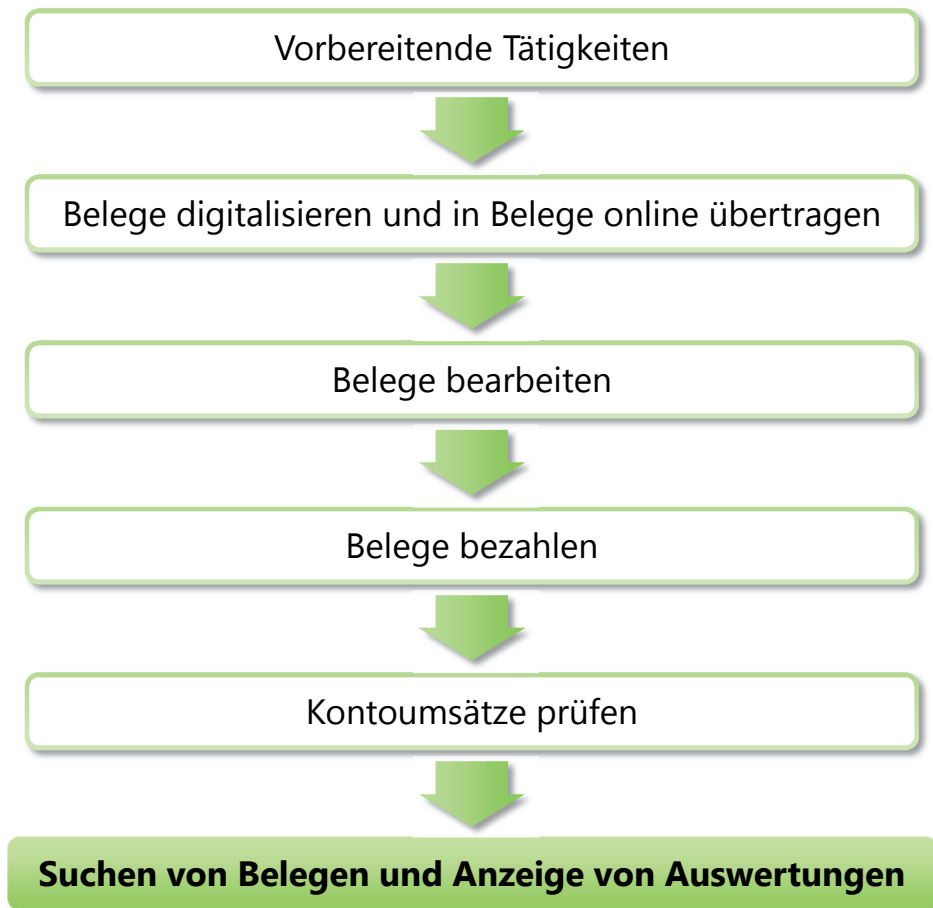 Vorbereitende Tätigkeiten
Belege digitalisieren und in Belege online übertragen
Belege bearbeiten
Belege bezahlen
Kontoumsätze prüfen
Suchen von Belegen und Anzeige von Auswertungen